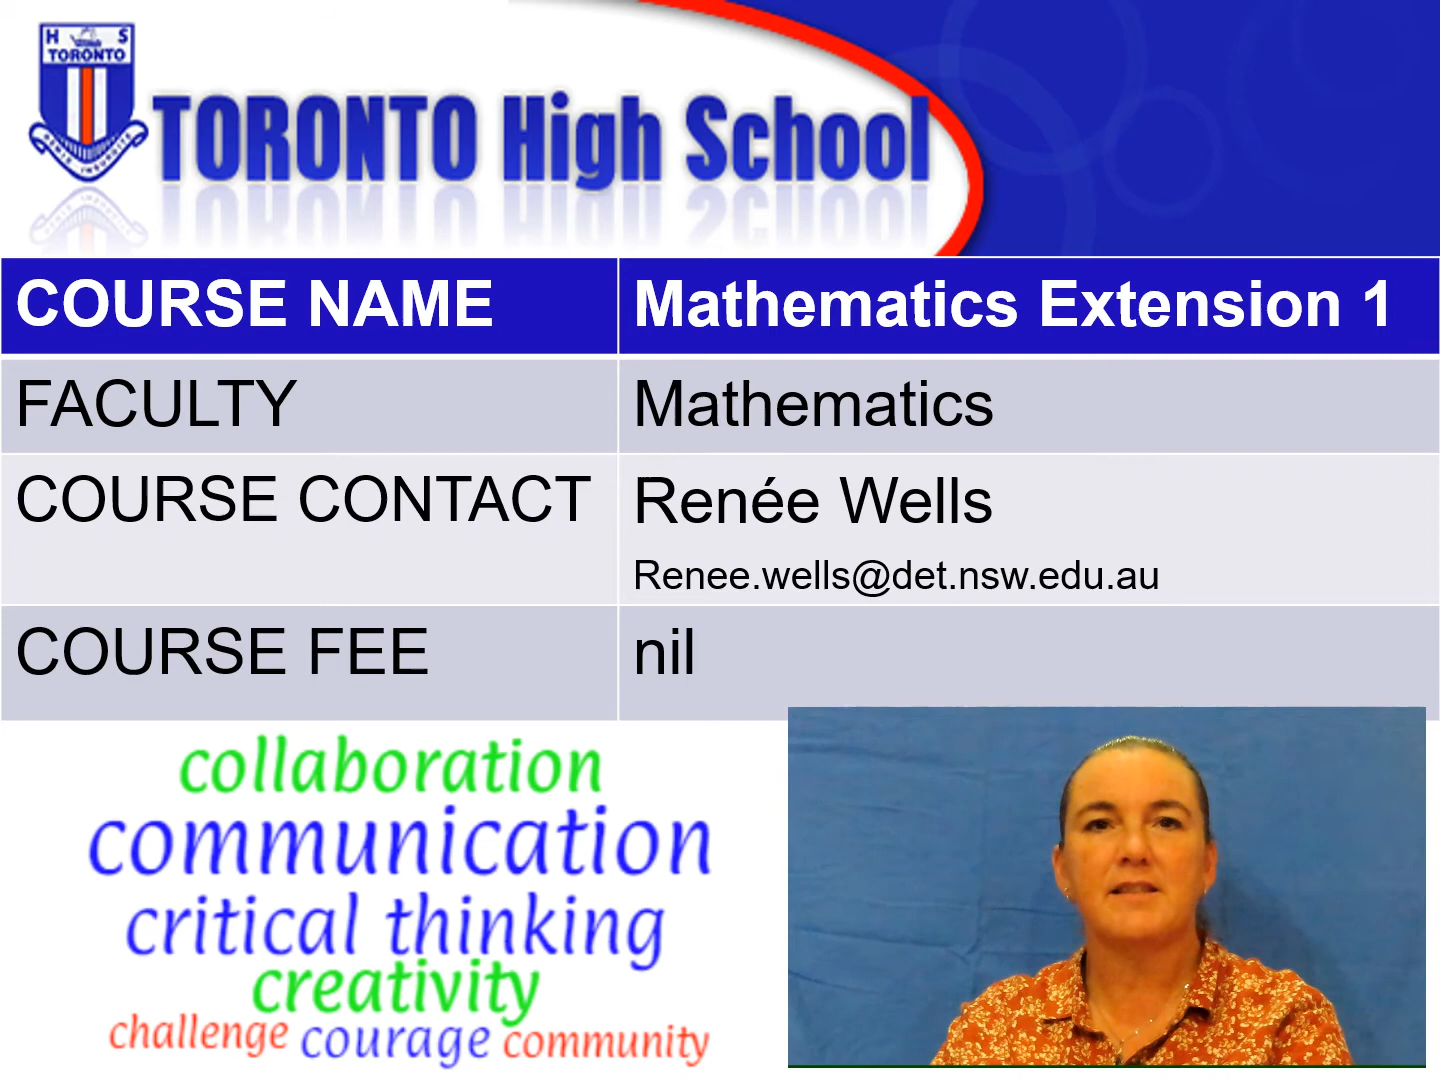 H S
TORONTO
TORONTO High School
COURSE NAME Mathematics Extension 1
FACULTY Mathematics
COURSE CONTACT Renée Wells
Renee.wells@det.nsw.edu.au
COURSE FEE nil
collaboration
communication
critical thinking
creativity
challenge courage community